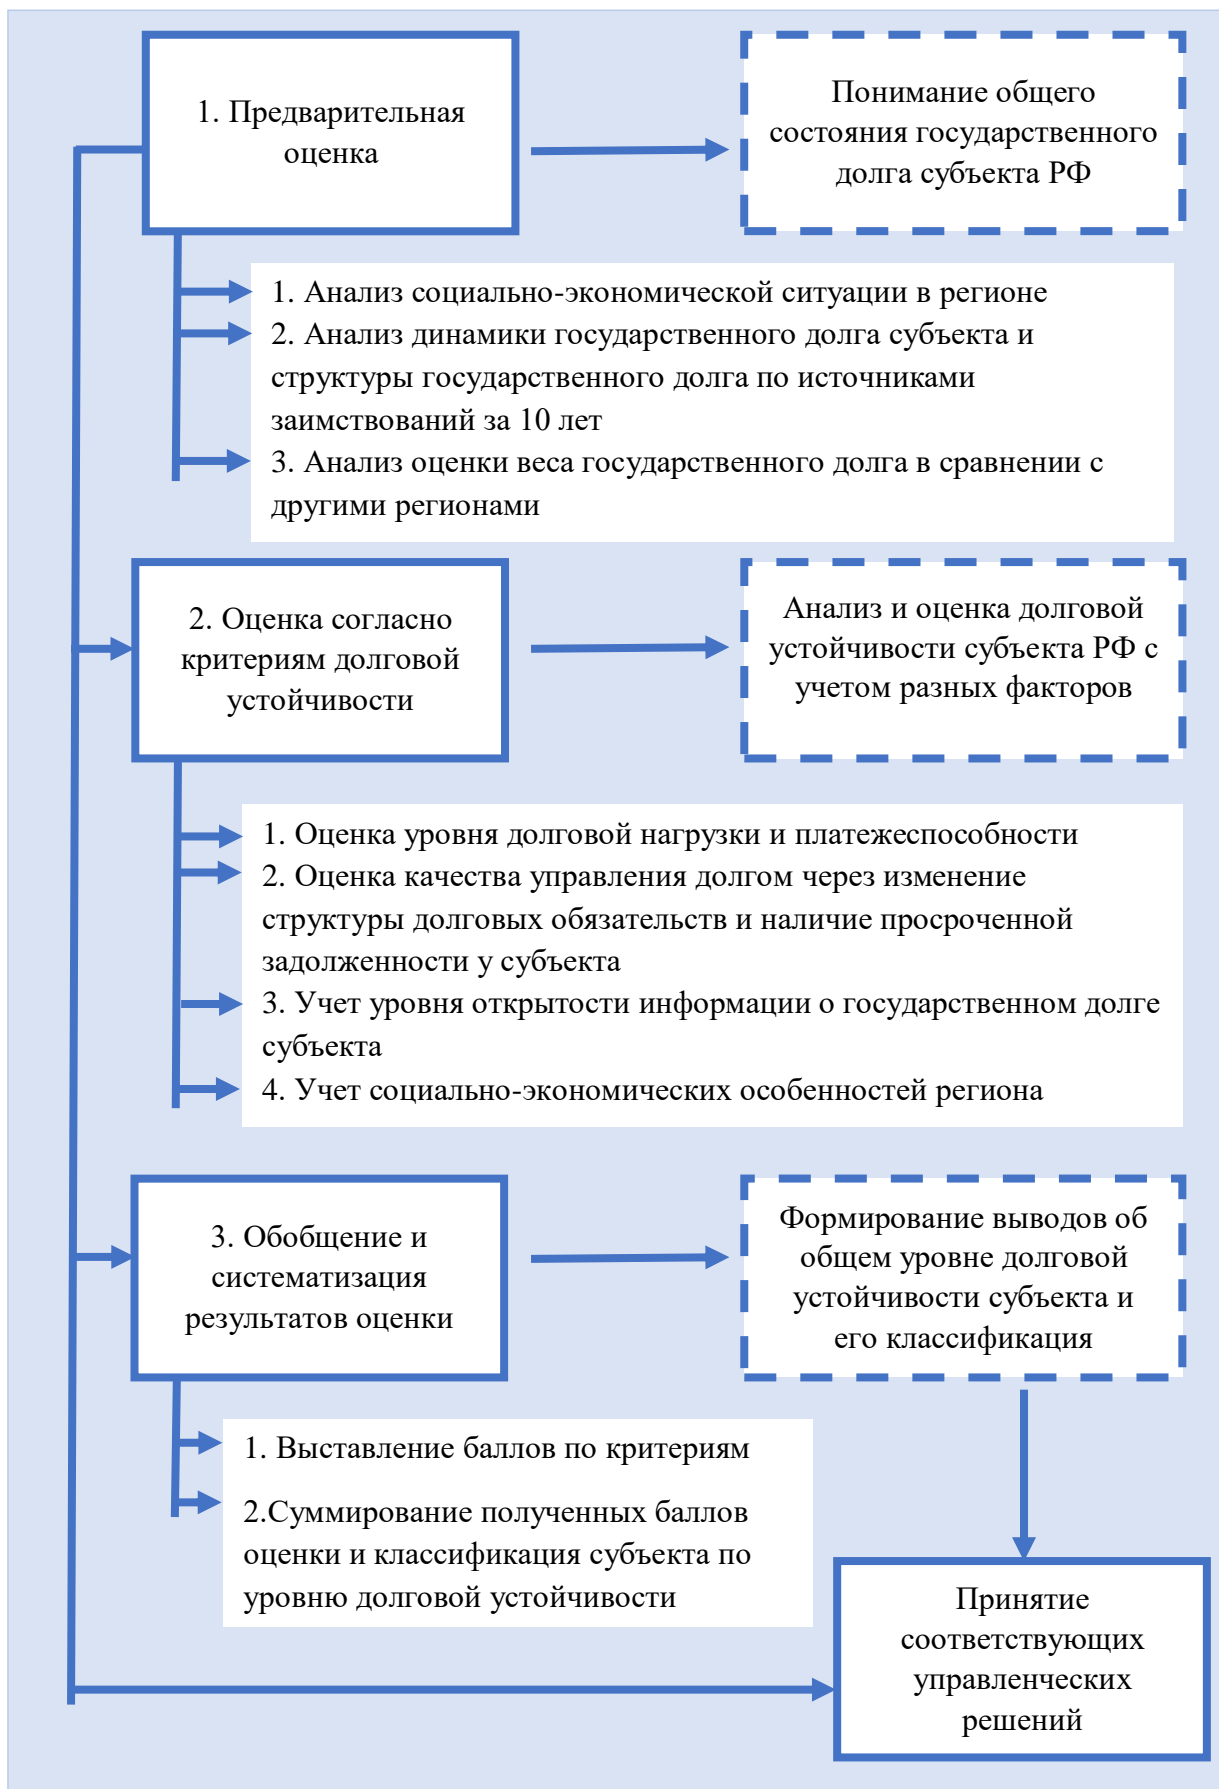 1. Предварительная
оценка
Понимание общего
состояния государственного
долга субъекта РФ
1. Анализ социально-экономической ситуации в регионе
2. Анализ динамики государственного долга субъекта и
структуры государственного долга по источниками
заимствований за 10 лет
3. Анализ оценки веса государственного долга в сравнении с
другими регионами
2. Оценка согласно
критериям долговой
устойчивости
Анализ и оценка долговой
устойчивости субъекта РФ с
учетом разных факторов
1. Оценка уровня долговой нагрузки и платежеспособности
2. Оценка качества управления долгом через изменение
структуры долговых обязательств и наличие просроченной
задолженности у субъекта
3. Учет уровня открытости информации о государственном долге
субъекта
4. Учет социально-экономических особенностей региона
3. Обобщение и
систематизация
результатов оценки
Формирование выводов об
общем уровне долговой
устойчивости субъекта и
его классификация
1. Выставление баллов по критериям
2.Суммирование полученных баллов
оценки и классификация субъекта по
уровню долговой устойчивости
Принятие
соответствующих
управленческих
решений